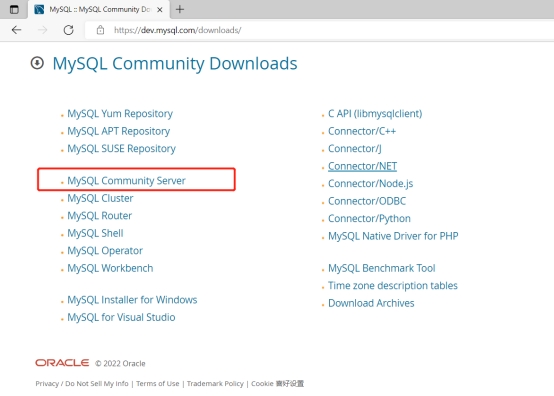 MySQL :: MySQL Community Do
https://dev.mysql.com/downloads/
MySQL Community Downloads
MySQL Yum Repository
MySQL APT Repository
MySQL SUSE Repository
MySQL Community Server
MySQL Cluster
MySQL Router
MySQL Shell
MySQL Operator
MySQL Workbench
MySQL Installer for Windows
MySQL for Visual Studio
C API (libmysqlclient)
Connector/C++
Connector/J
Connector/NET
Connector/Node.js
Connector/ODBC
Connector/Python
MySQL Native Driver for PHP
MySQL Benchmark Tool
Time zone description tables
Download Archives
ORACLE © 2022 Oracle
Privacy / Do Not Sell My Info | Terms of Use | Trademark Policy | Cookie 喜好设置